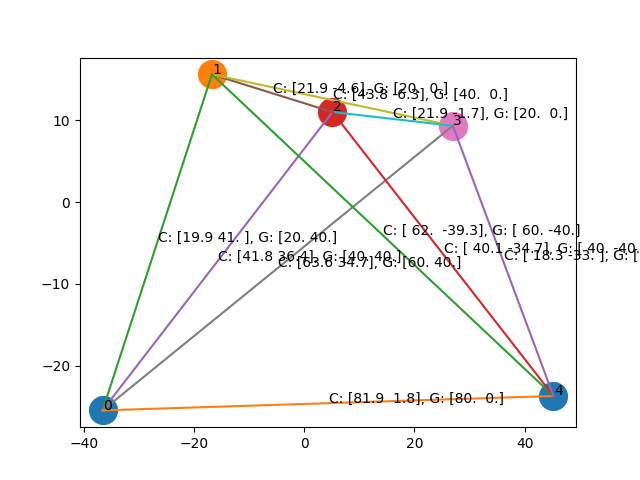 1
C: [21.9 -4.6], G: [20. 0.]
C: [43.8 -6.3], G: [40. 0.]
2
C: [21.9 -1.7], G: [20. 0.]
3
10
0
C: [19.9 41. ], G: [20. 40.]
C: [ 62. -39.3], G: [ 60. -40.]
C: [41.8 36.4], G: [40. 40.]
C: [ 40.1 -34.7], G: [ 40. -40.
C: [ 18.3 -33. ], G: [
C: [63.6 34.7], G: [60. 40.]
−10
−20
4
C: [81.9 1.8], G: [80. 0.]
0
−40
−20
0
20
40